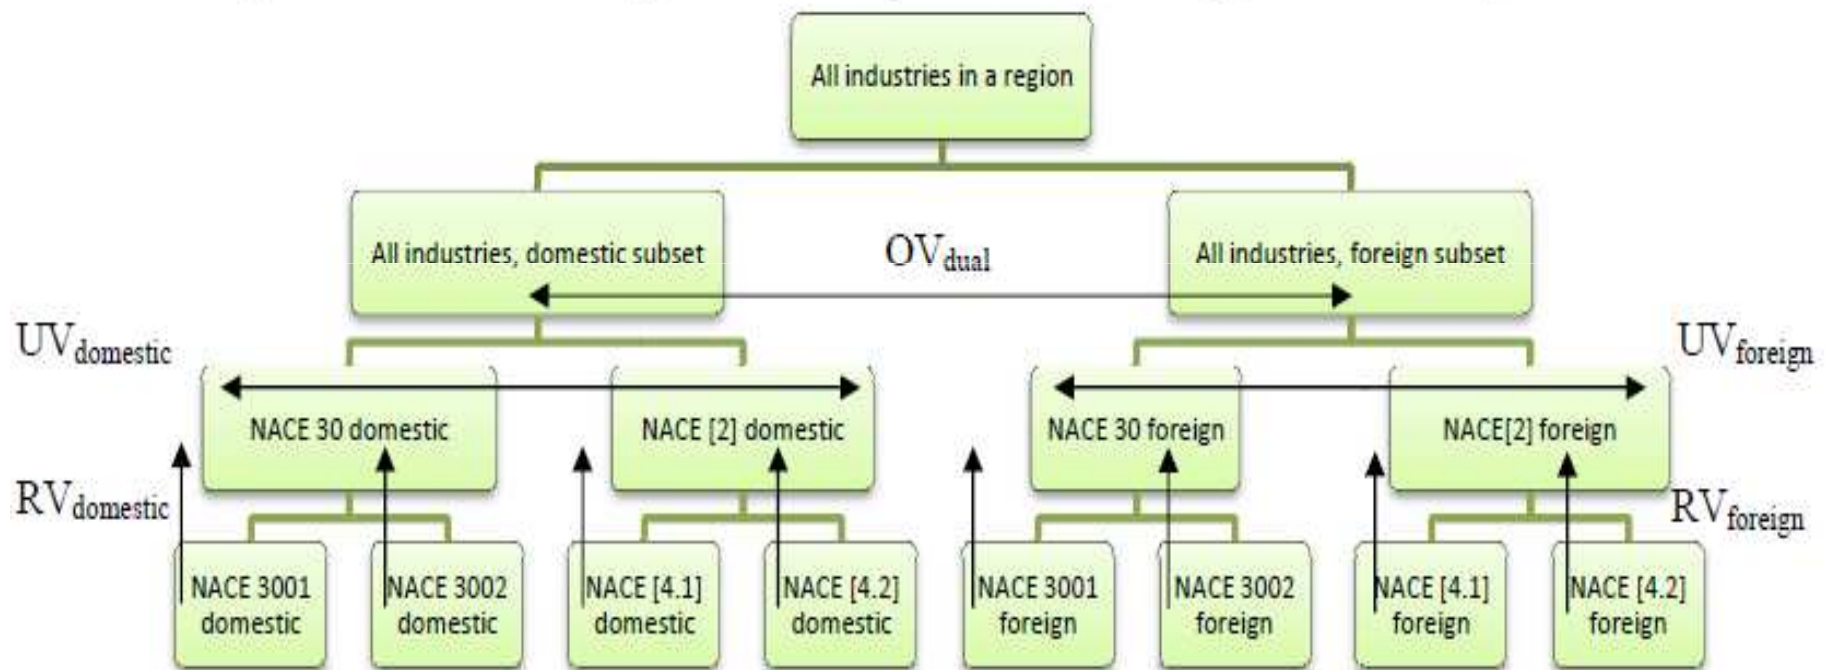 All industries in a region
All industries, domestic subset
OVdual
All industries, foreign subset
UVdomestic
UVforeign
NACE 30 domestic
NACE [2] domestic
NACE 30 foreign
NACE[2] foreign
RVdomestic
RVforeign
NACE 3001
domestic
NACE 3002
domestic
NACE [4.1]
domestic
NACE [4.2]
domestic
NACE 3001
foreign
NACE 3002
foreign
NACE [4.1]
foreign
NACE [4.2]
foreign